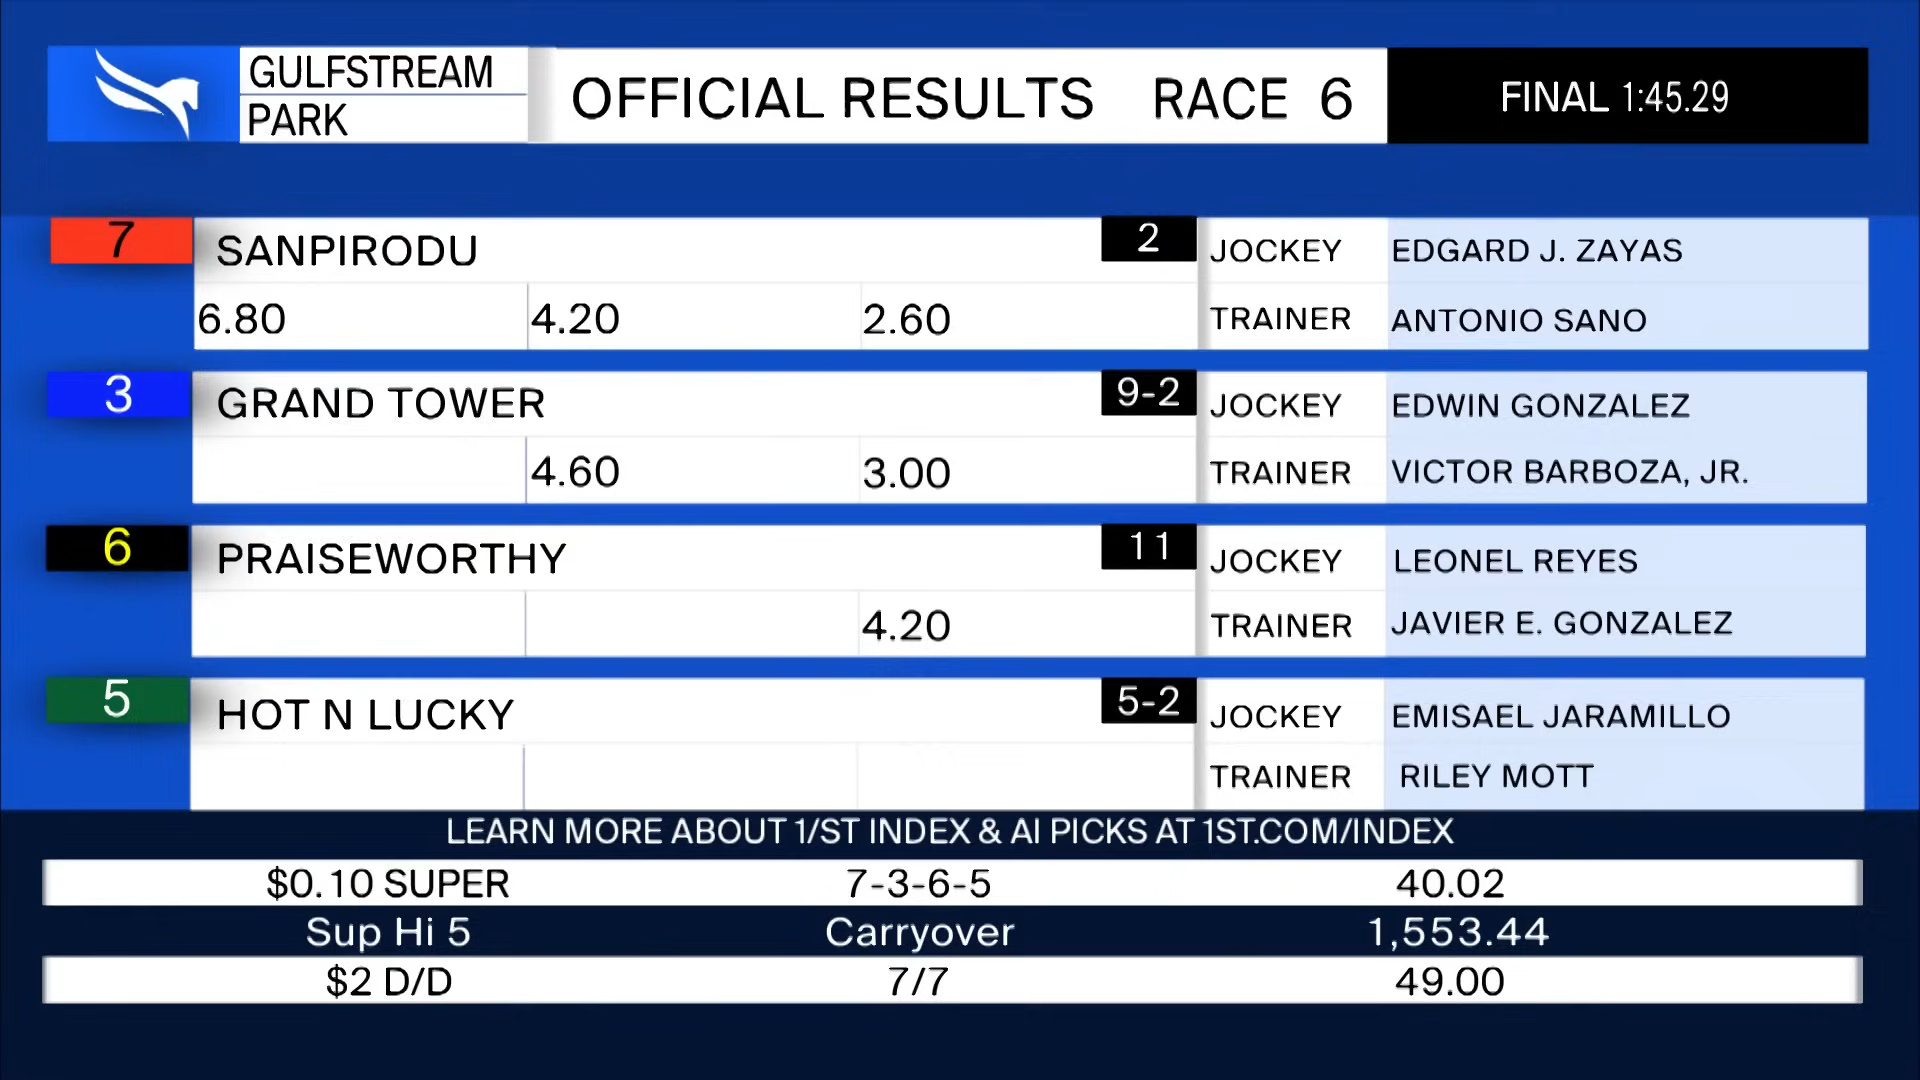 GULFSTREAM
PARK
OFFICIAL RESULTS RACE 6
FINAL 1:45.29
7 SANPIRODU 2 JOCKEY EDGARD J. ZAYAS
6.80 4.20 2.60 TRAINER ANTONIO SANO
3 GRAND TOWER 9-2 JOCKEY EDWIN GONZALEZ
4.60 3.00 TRAINER VICTOR BARBOZA, JR.
6 PRAISEWORTHY 11 JOCKEY LEONEL REYES
4.20 TRAINER JAVIER E. GONZALEZ
5 HOT N LUCKY 5-2 JOCKEY EMISAEL JARAMILLO
TRAINER RILEY MOTT
LEARN MORE ABOUT 1/ST INDEX & AI PICKS AT 1ST.COM/INDEX
$0.10 SUPER 7-3-6-5 40.02
Sup Hi 5 Carryover 1,553.44
$2 D/D 7/7 49.00